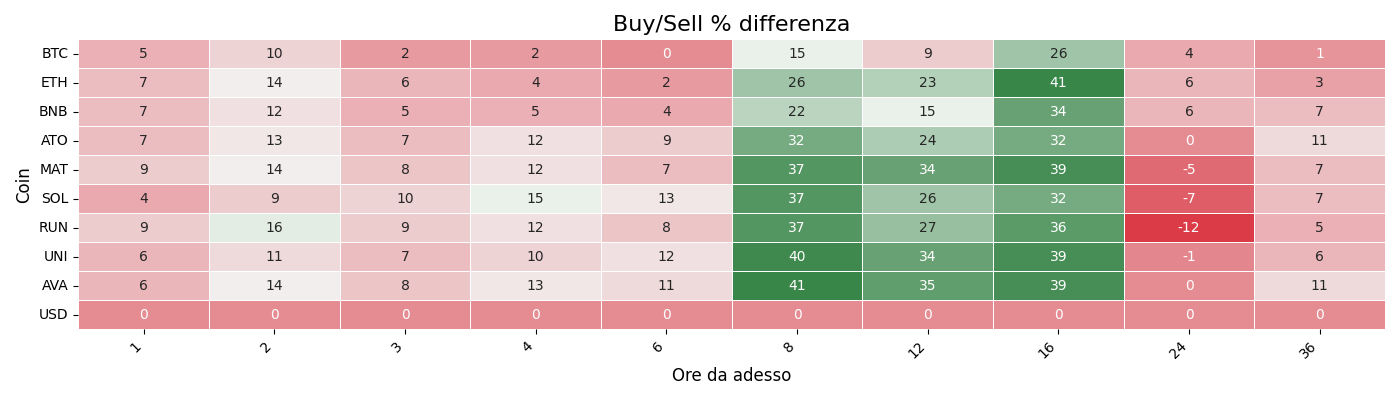 Buy/Sell % differenza
Coin
BTC 5 10 2 2 0 15 9 26 4 1
ETH 7 14 6 4 2 26 23 41 6 3
BNB 7 12 5 5 4 22 15 34 6 7
ATO 7 13 7 12 9 32 24 32 0 11
MAT 9 14 8 12 7 37 34 39 -5 7
SOL 4 9 10 15 13 37 26 32 -7 7
RUN 9 16 9 12 8 37 27 36 -12 5
UNI 6 11 7 10 12 40 34 39 -1 6
AVA 6 14 8 13 11 41 35 39 0 11
USD 0 0 0 0 0 0 0 0 0 0
1 2 3 4 6 8 12 16 24 36
Ore da adesso